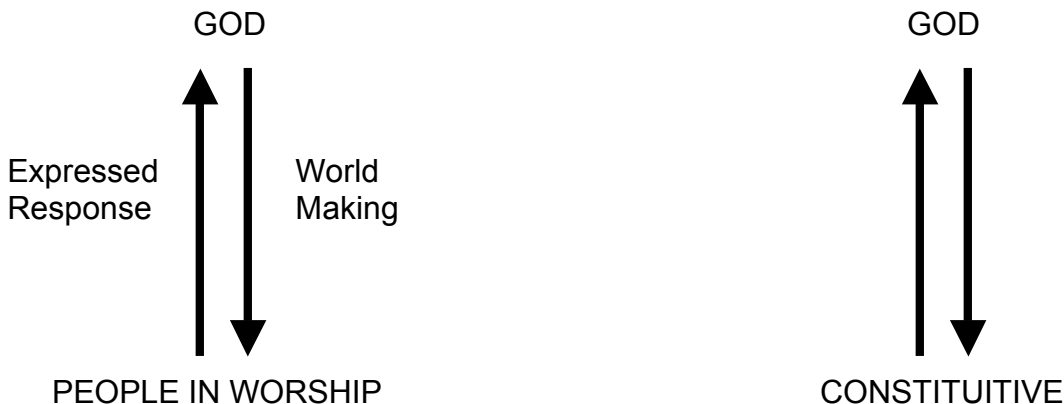 GOD
GOD
Expressed
Response
World
Making
PEOPLE IN WORSHIP
CONSTITUITIVE